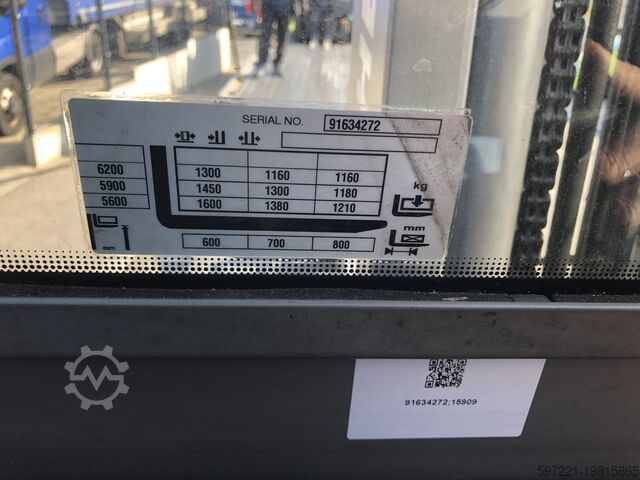 SERIAL NO. 91634272
6200 1300 1160 1160
5900 1450 1300 1180
5600 1600 1380 1210
kg
mm
mm 600 700 800
91634272;15909
597221-19815865